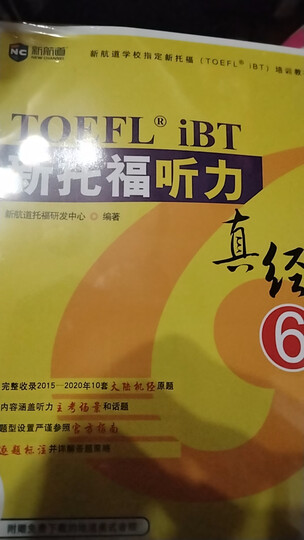 NC 新航道
NEW CHANNEL
新航道学校指定新托福（TOEFL® iBT）培训教
TOEFL® iBT
新托福听力
新航道托福研发中心 ◎ 编著
真经
6
完整收录2015—2020年10套大陆机经原题
内容涵盖听力主考场景和话题
题型设置严谨参照官方指南
逐题标注并详解答题策略